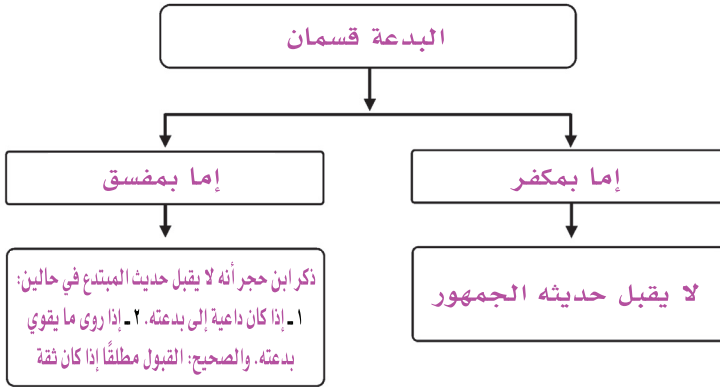 البدعة قسمان
إما بمكفر
إما بمفسق
لا يقبل حديثه الجمهور
ذكر ابن حجر أنه لا يقبل حديث المبتدع في حالين:
١ ـ إذا كان داعية إلى بدعته. ٢ ـ إذا روى ما يقوي
بدعته. والصحيح: القبول مطلقًا إذا كان ثقة